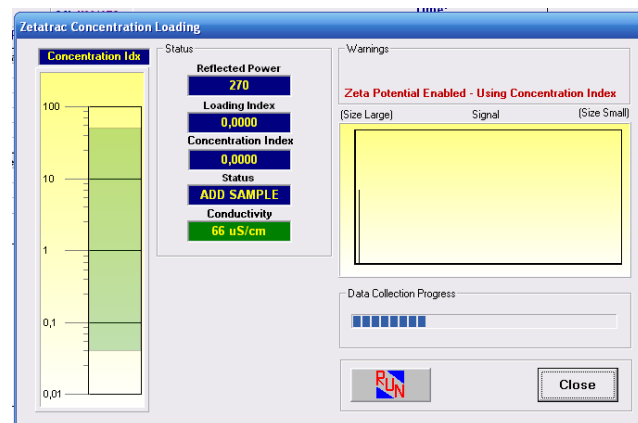 Time:
Zetatrac Concentration Loading
Concentration Idx
100
10
1
0,1
0,01
Status
Reflected Power
270
Loading Index
0,0000
Concentration Index
0,0000
Status
ADD SAMPLE
Conductivity
66 uS/cm
Warnings
Zeta Potential Enabled - Using Concentration Index
(Size Large) Signal (Size Small)
Data Collection Progress
RUN
Close